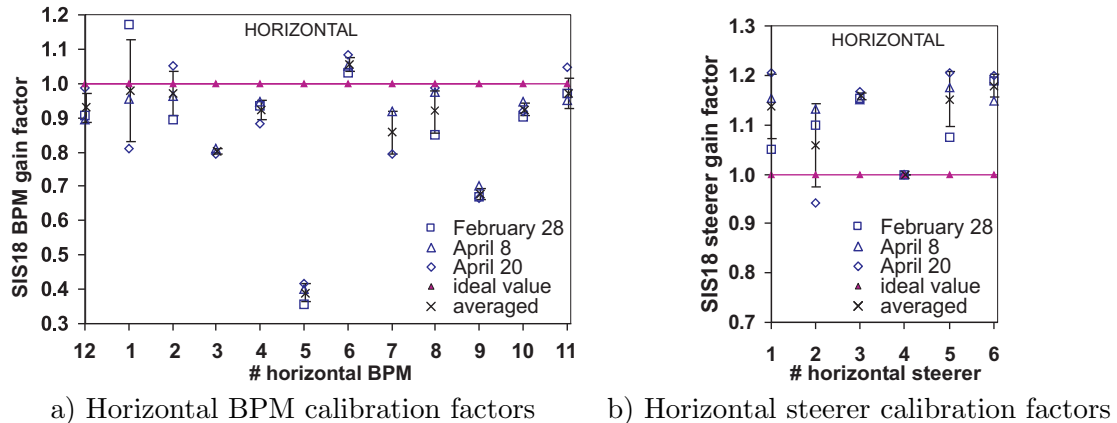 1.2
1.1
1.0
0.9
0.8
0.7
0.6
0.5
0.4
0.3
SIS18 BPM gain factor
HORIZONTAL
February 28
April 8
April 20
ideal value
averaged
12 1 2 3 4 5 6 7 8 9 10 11
# horizontal BPM
a) Horizontal BPM calibration factors
1.3
1.2
1.1
1.0
0.9
0.8
0.7
SIS18 steerer gain factor
HORIZONTAL
February 28
April 8
April 20
ideal value
averaged
1 2 3 4 5 6
# horizontal steerer
b) Horizontal steerer calibration factors